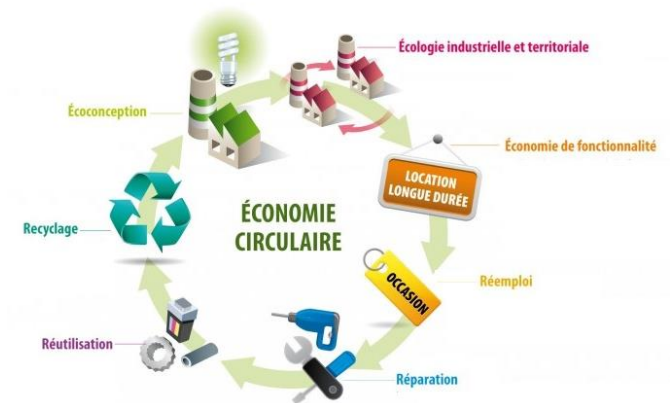 Écologie industrielle et territoriale
Écoconception
Économie de fonctionnalité
LOCATION
LONGUE DURÉE
ÉCONOMIE
CIRCULAIRE
Recyclage
OCCASION
Réemploi
Réutilisation
Réparation